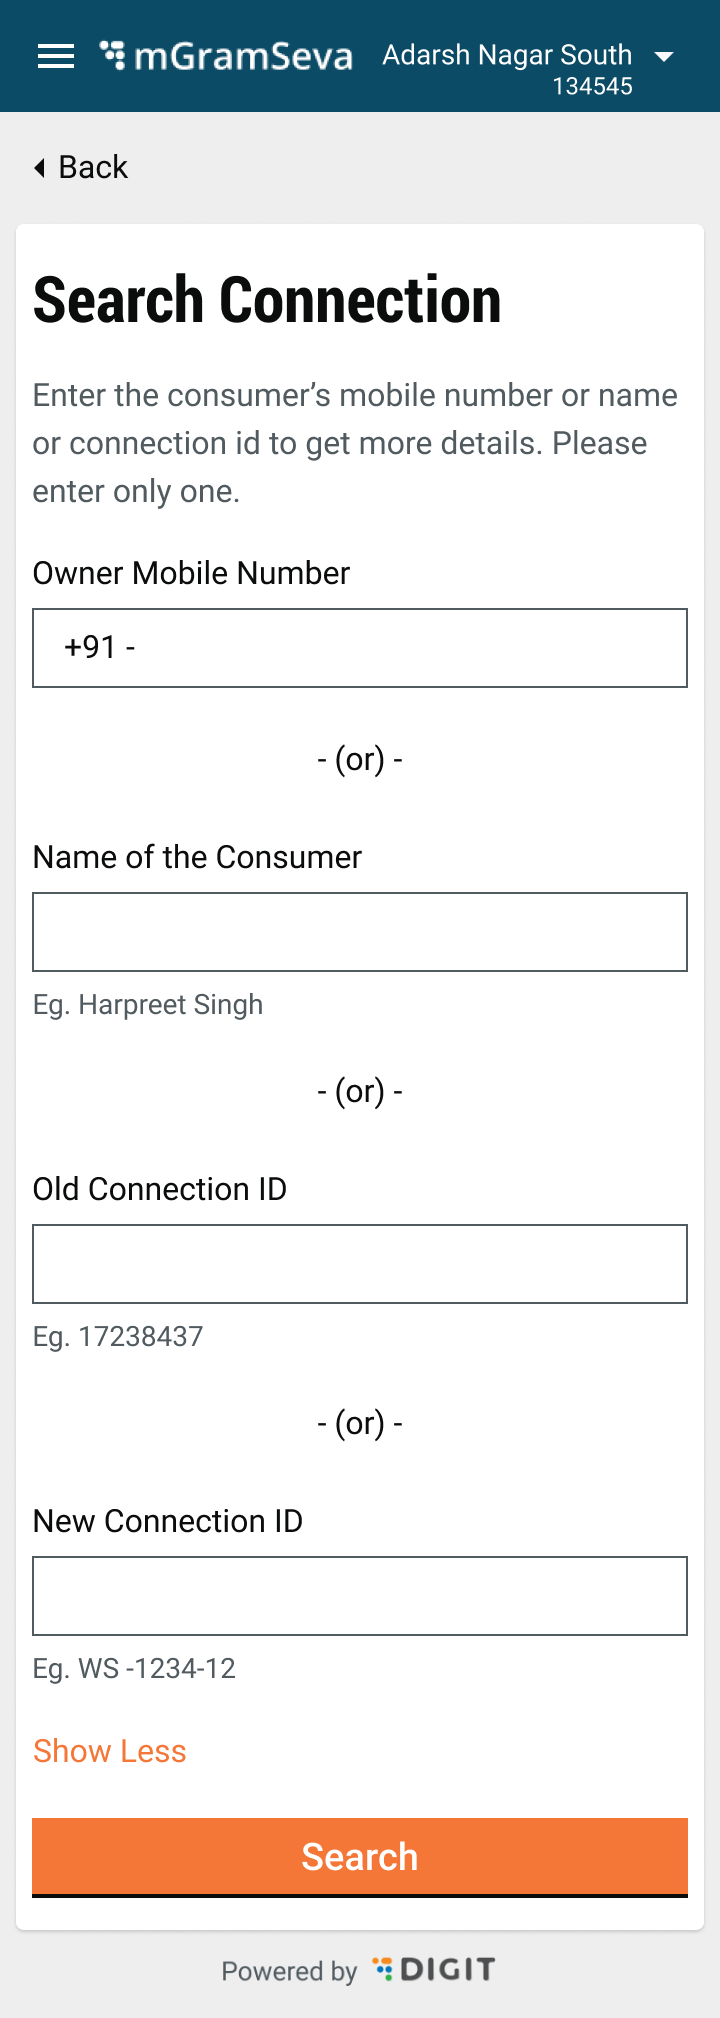 mGramSeva
Adarsh Nagar South
134545
Back
Search Connection
Enter the consumer’s mobile number or name
or connection id to get more details. Please
enter only one.
Owner Mobile Number
+91 -
- (or) -
Name of the Consumer
Eg. Harpreet Singh
- (or) -
Old Connection ID
Eg. 17238437
- (or) -
New Connection ID
Eg. WS -1234-12
Show Less
Search
Powered by DIGIT